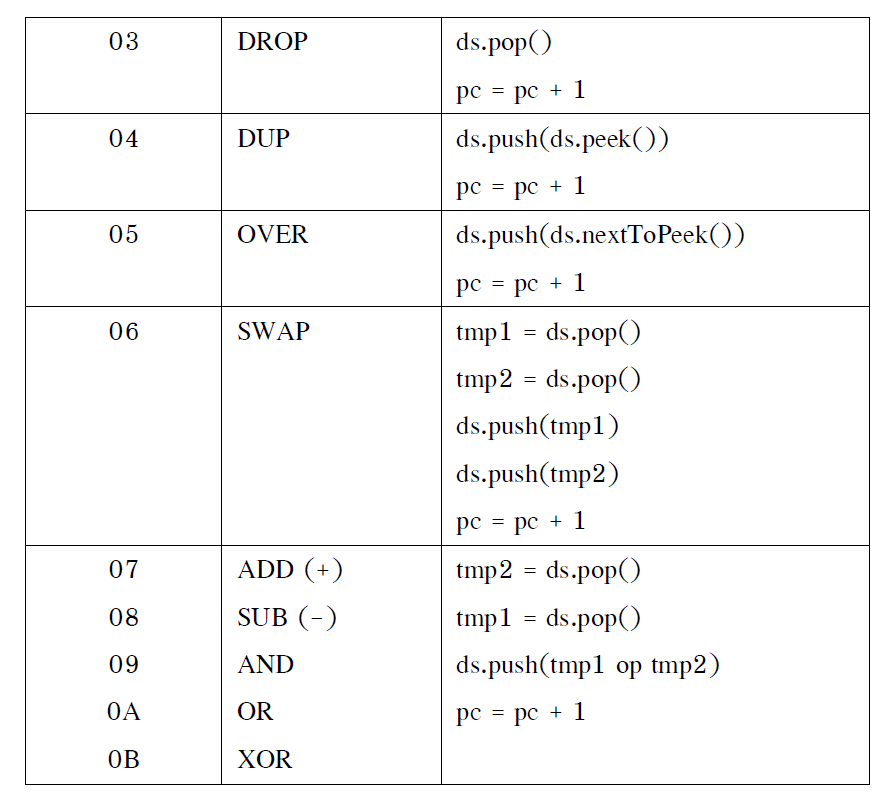 03 DROP ds.pop()
pc = pc + 1
04 DUP ds.push(ds.peek())
pc = pc + 1
05 OVER ds.push(ds.nextToPeek())
pc = pc + 1
06 SWAP tmp1 = ds.pop()
tmp2 = ds.pop()
ds.push(tmp1)
ds.push(tmp2)
pc = pc + 1
07 ADD (+) tmp2 = ds.pop()
08 SUB (-) tmp1 = ds.pop()
09 AND ds.push(tmp1 op tmp2)
0A OR pc = pc + 1
0B XOR